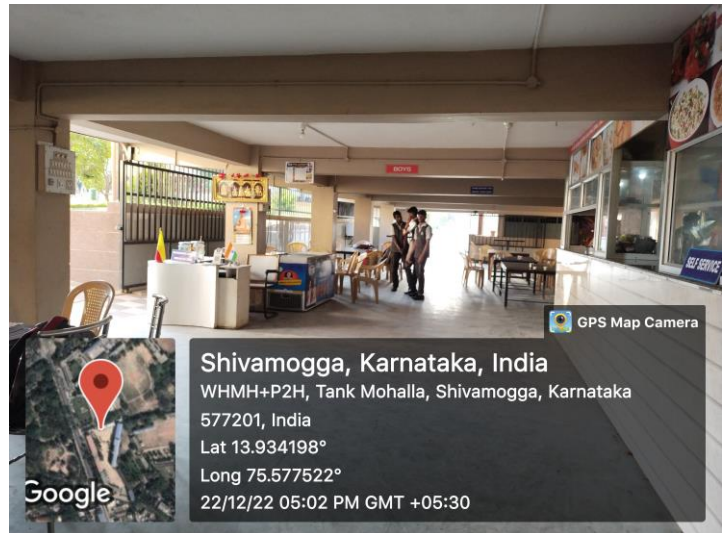 BOYS
SELF SERVICE
GPS Map Camera
Shivamogga, Karnataka, India
WHMH+P2H, Tank Mohalla, Shivamogga, Karnataka
577201, India
Lat 13.934198°
Long 75.577522°
22/12/22 05:02 PM GMT +05:30
Google